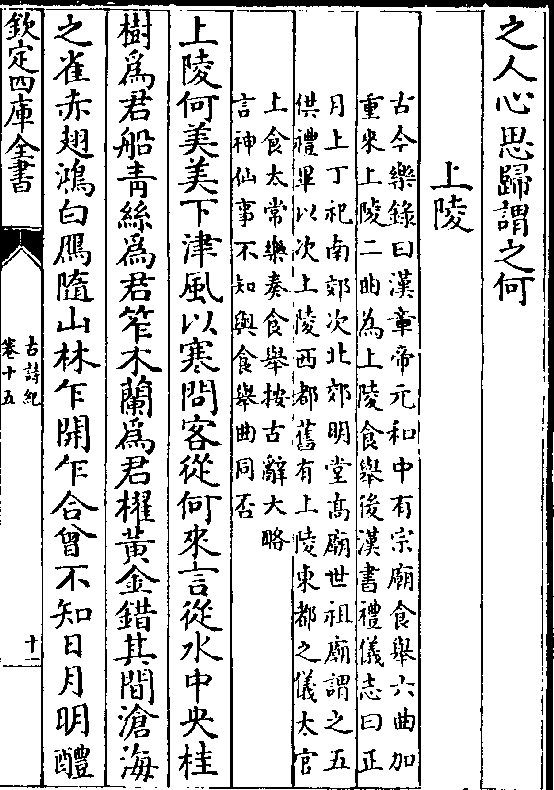 之人心思歸謂之何
上陵
古今樂錄曰漢章帝元和中有宗廟食舉六曲加
重來上陵二曲為上陵食舉後漢書禮儀志曰正
月上丁祀南郊次北郊明堂髙廟世祖廟謂之五
供禮畢以次上陵西都舊有上陵東都之儀太官
上食太常樂奏食舉按古辭大略
言神仙事不知與食舉曲同否
上陵何美美下津風以寒問客從何來言從水中央桂
樹爲君船青絲爲君笮木蘭爲君櫂黃金錯其間滄海
之雀赤翅鴻白鴈隨山林乍開乍合曾不知日月明醴
欽定四庫全書
古詩紀
卷十五
十一